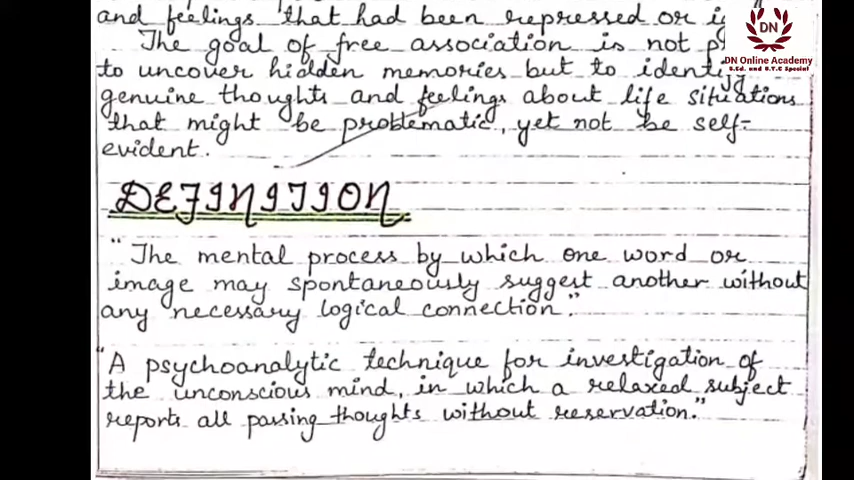 and feelings that had been repressed or
DN
The goal of free association is not
DN Online Academy
B.Ed. and B.T.C Special
to uncover hidden memories but to identify
genuine thoughts and feelings about life situations
that might be problematic, yet not be self-
evident.
DEFINITION
"The mental process by which one word or
image may spontaneously suggest another without
any necessary logical connection."
"A psychoanalytic technique for investigation of
the unconscious mind, in which a relaxed subject
reports all passing thoughts without reservation."